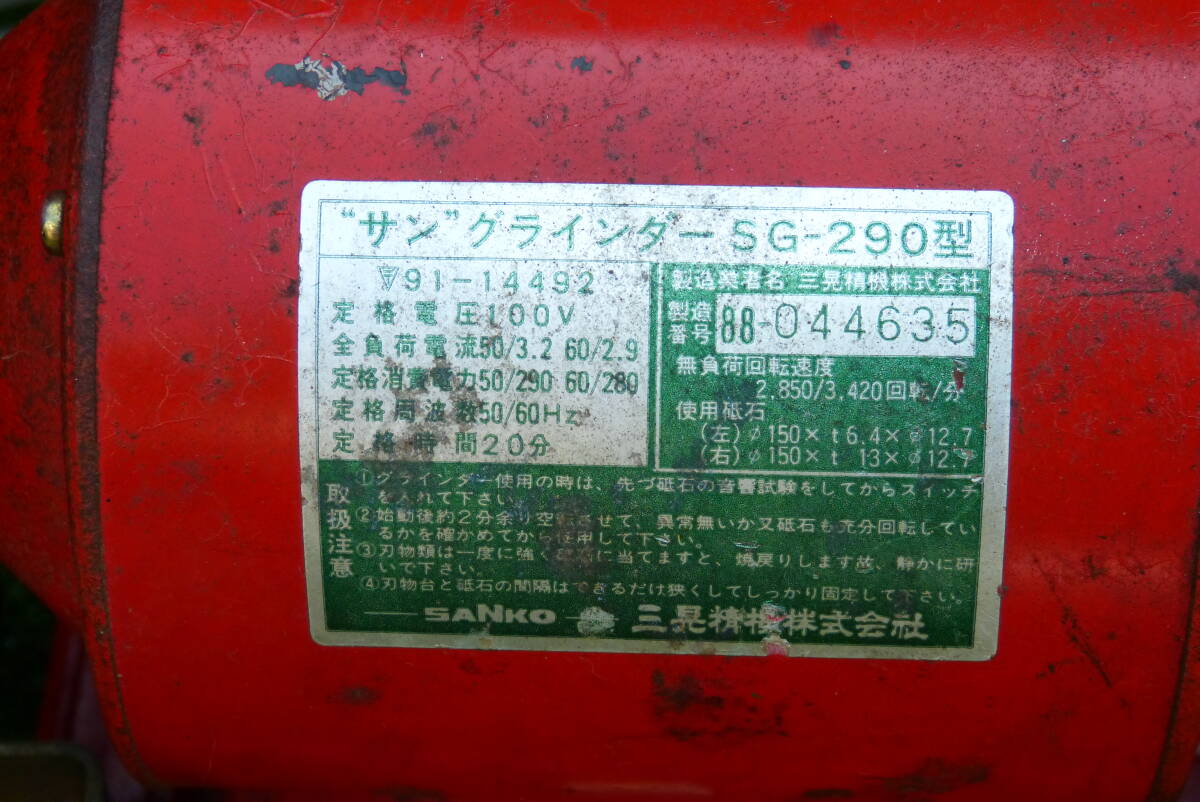 “サン”グラインダー SG-290型
▽91-14492
定格電圧100V
全負荷電流50/3.2 60/2.9
定格消費電力50/290 60/280
定格周波数50/60Hz
定格時間20分
製造業者名 三晃精機株式会社
製造番号 88-044635
無負荷回転速度
2.850/3.420回転/分
使用砥石
(左)φ150×t6.4×φ12.7
(右)φ150×t 13×φ12.7
取扱注意
①グラインダー使用の時は、先づ砥石の音響試験をしてからスイッチ
を入れて下さい。
②始動後約2分余り空転させて、異常無いか又砥石も充分回転してい
るかを確かめてから使用して下さい。
③刃物類は一度に強く砥石に当てますと、焼戻りします故、静かに研
いで下さい。
④刃物台と砥石の間隔はできるだけ狭くしてしっかり固定して下さい。
SANKO 三晃精機株式会社